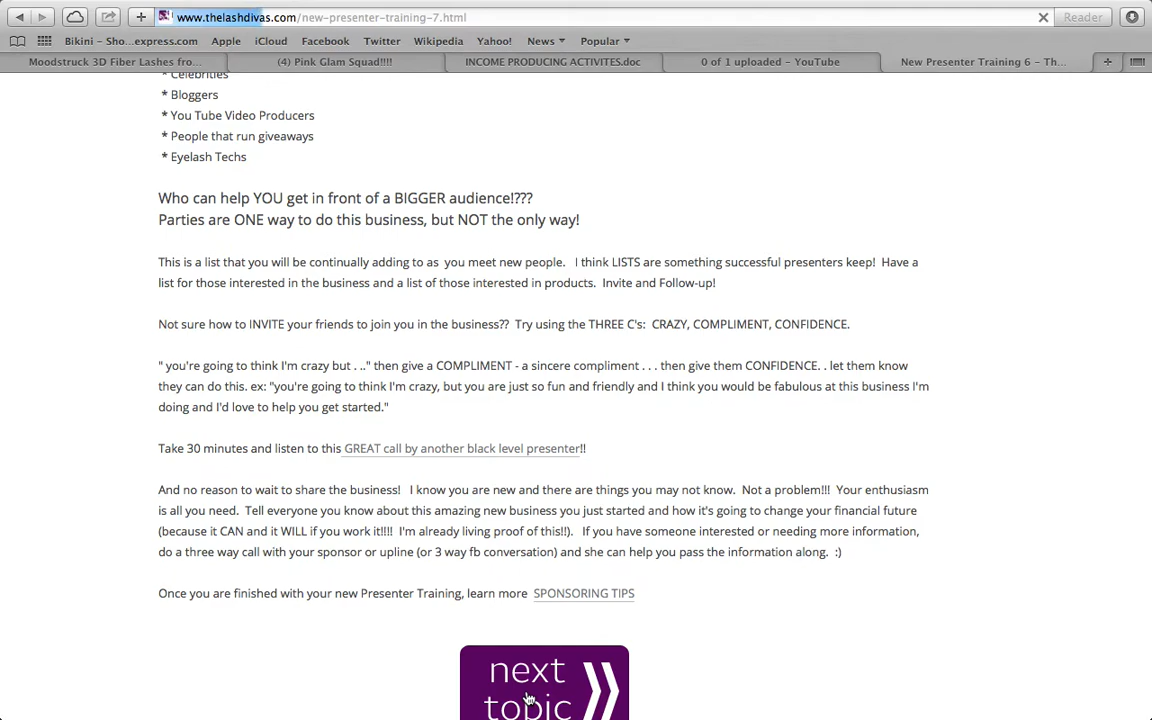 www.thelashdivas.com/new-presenter-training-7.html
Reader
Bikini - Sho...express.com Apple iCloud Facebook Twitter Wikipedia Yahoo! News Popular
Moodstruck 3D Fiber Lashes fro... (4) Pink Glam Squad!!!! INCOME PRODUCING ACTIVITES.doc 0 of 1 uploaded - YouTube New Presenter Training 6 - Th...
* Celebrities
* Bloggers
* You Tube Video Producers
* People that run giveaways
* Eyelash Techs
Who can help YOU get in front of a BIGGER audience!???
Parties are ONE way to do this business, but NOT the only way!
This is a list that you will be continually adding to as you meet new people. I think LISTS are something successful presenters keep! Have a
list for those interested in the business and a list of those interested in products. Invite and Follow-up!
Not sure how to INVITE your friends to join you in the business?? Try using the THREE C's: CRAZY, COMPLIMENT, CONFIDENCE.
" you're going to think I'm crazy but . .." then give a COMPLIMENT - a sincere compliment . . . then give them CONFIDENCE. . let them know
they can do this. ex: "you're going to think I'm crazy, but you are just so fun and friendly and I think you would be fabulous at this business I'm
doing and I'd love to help you get started."
Take 30 minutes and listen to this GREAT call by another black level presenter!!
And no reason to wait to share the business! I know you are new and there are things you may not know. Not a problem!!! Your enthusiasm
is all you need. Tell everyone you know about this amazing new business you just started and how it's going to change your financial future
(because it CAN and it WILL if you work it!!!! I'm already living proof of this!!). If you have someone interested or needing more information,
do a three way call with your sponsor or upline (or 3 way fb conversation) and she can help you pass the information along. :)
Once you are finished with your new Presenter Training, learn more SPONSORING TIPS
next
topic